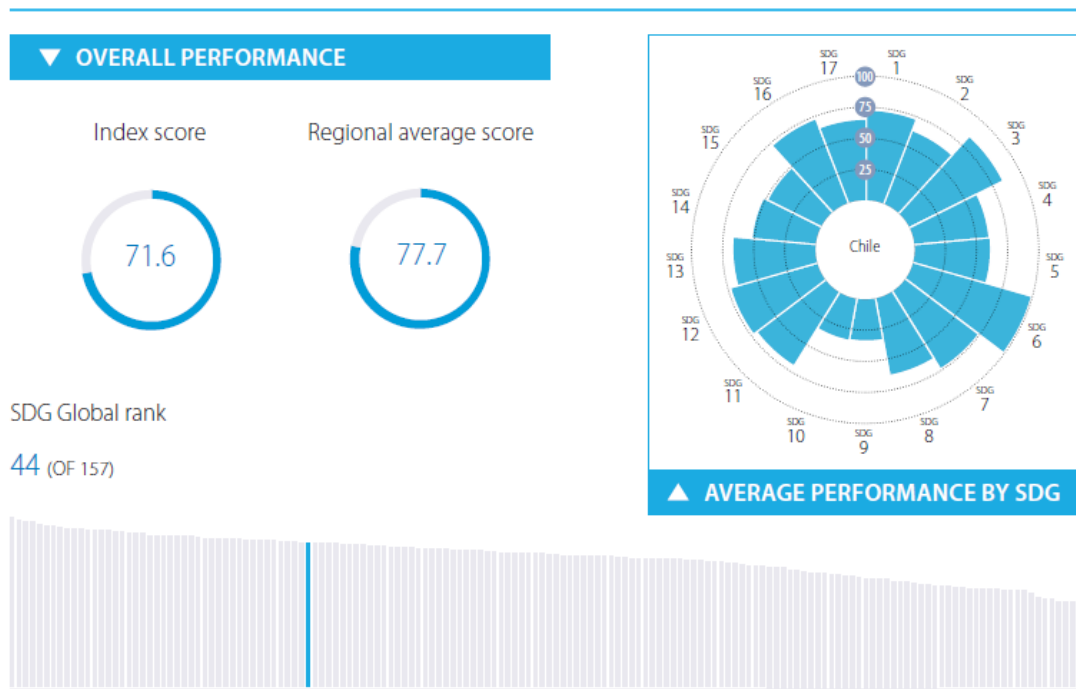 ▼ OVERALL PERFORMANCE
Index score
Regional average score
71.6
77.7
SDG Global rank
44 (OF 157)
SDG
1
SDG
2
SDG
3
SDG
4
SDG
5
SDG
6
SDG
7
SDG
8
SDG
9
SDG
10
SDG
11
SDG
12
SDG
13
SDG
14
SDG
15
SDG
16
SDG
17
100
75
50
25
Chile
▲ AVERAGE PERFORMANCE BY SDG